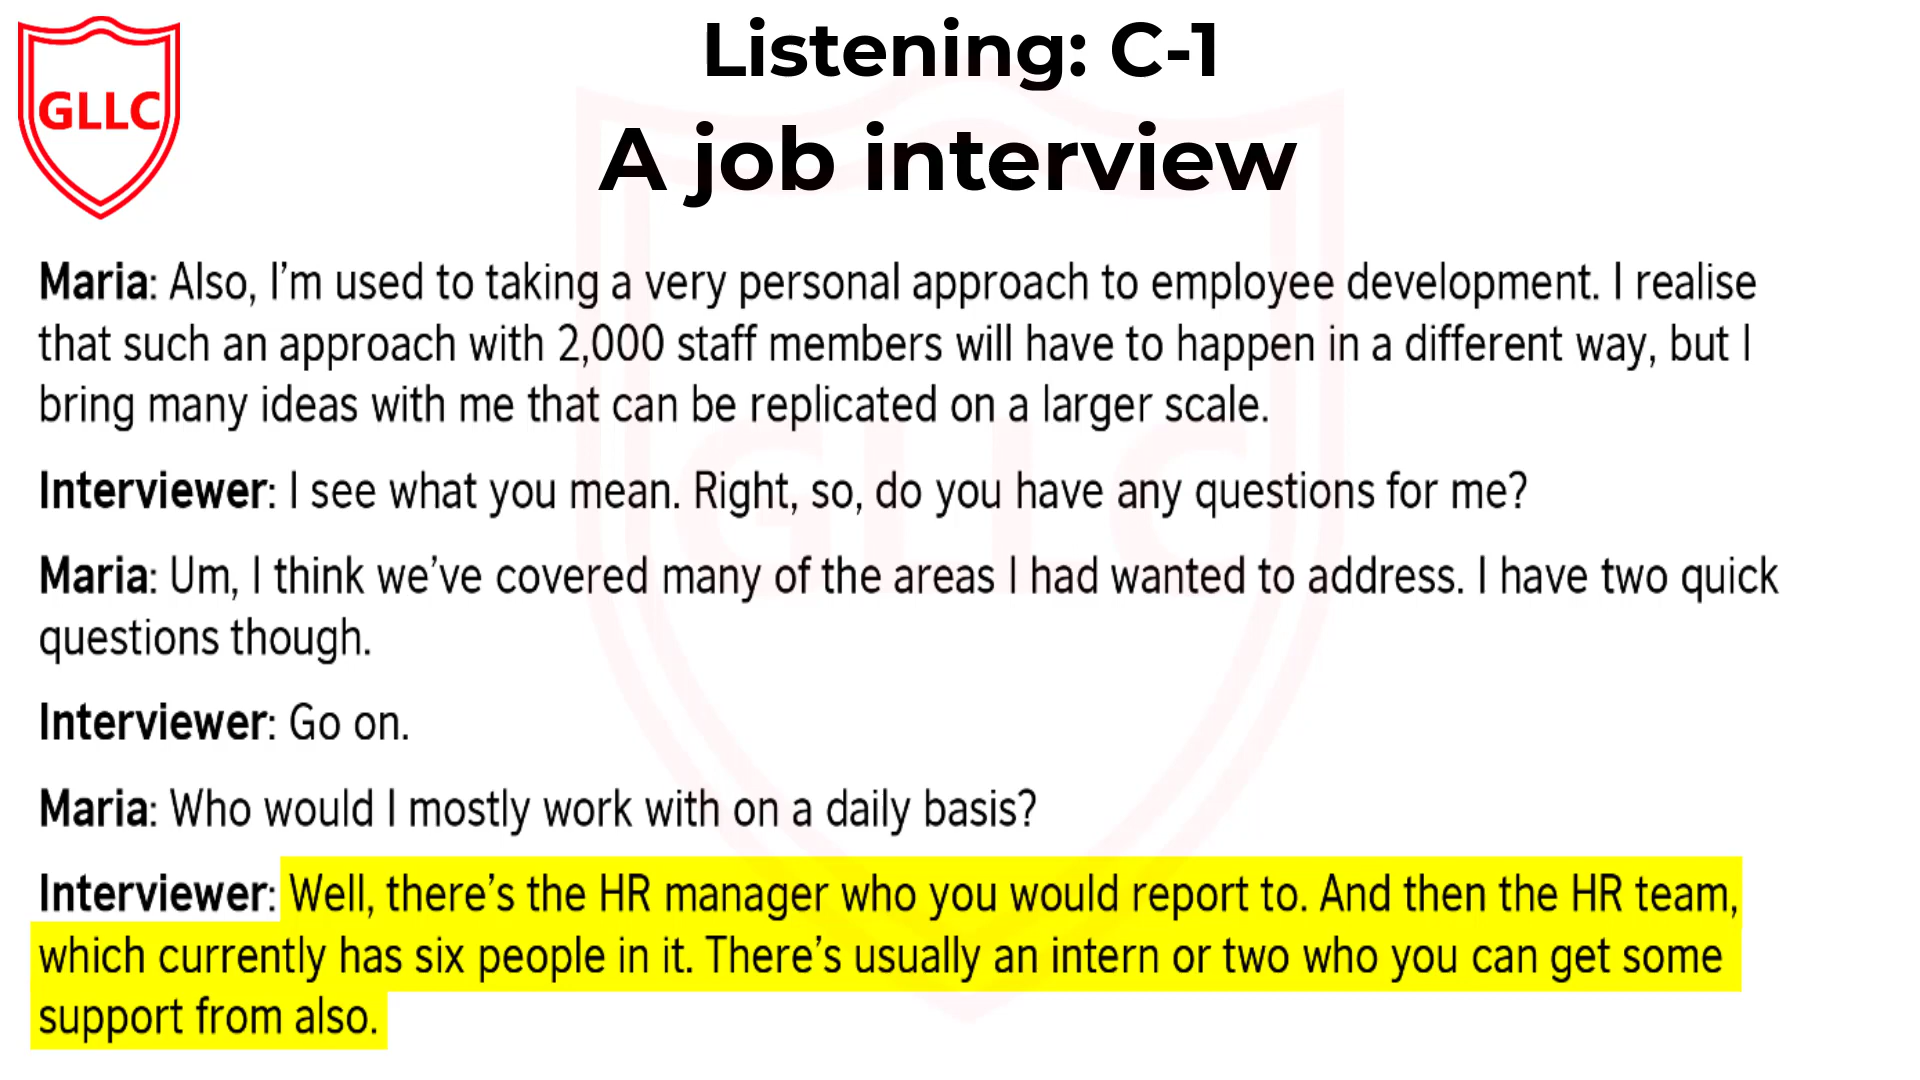 GLLC
Listening: C-1
A job interview
Maria: Also, I’m used to taking a very personal approach to employee development. I realise
that such an approach with 2,000 staff members will have to happen in a different way, but I
bring many ideas with me that can be replicated on a larger scale.
Interviewer: I see what you mean. Right, so, do you have any questions for me?
Maria: Um, I think we’ve covered many of the areas I had wanted to address. I have two quick
questions though.
Interviewer: Go on.
Maria: Who would I mostly work with on a daily basis?
Interviewer: Well, there’s the HR manager who you would report to. And then the HR team,
which currently has six people in it. There’s usually an intern or two who you can get some
support from also.
GLLC